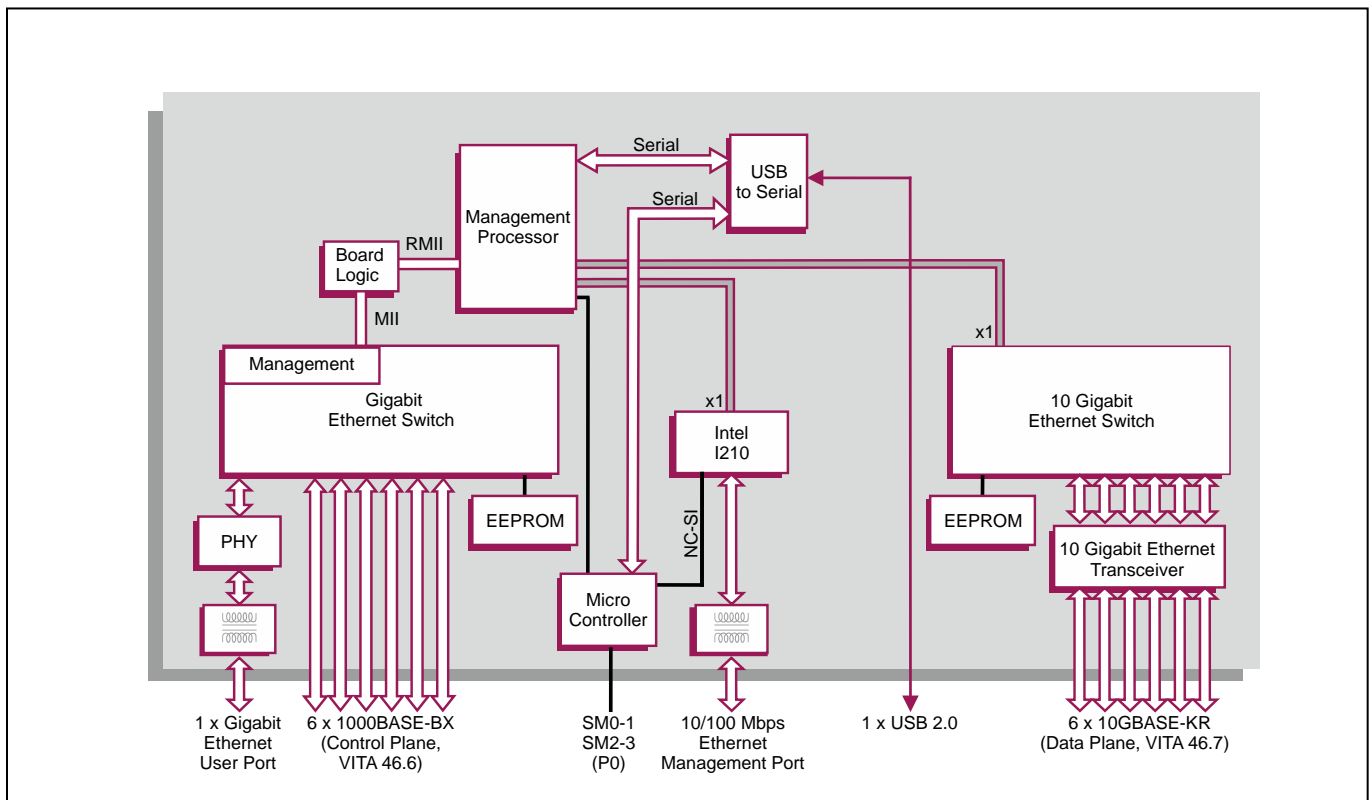 Serial
USB
to Serial
Serial
Management
Processor
RMII
Board
Logic
MII
x1
Management
Gigabit
Ethernet Switch
x1
10 Gigabit
Ethernet Switch
Intel
I210
EEPROM
EEPROM
NC-SI
PHY
10 Gigabit Ethernet
Transceiver
Micro
Controller
1 x Gigabit
Ethernet
User Port
6 x 1000BASE-BX
(Control Plane,
VITA 46.6)
SM0-1
SM2-3
(P0)
10/100 Mbps
Ethernet
Management Port
1 x USB 2.0
6 x 10GBASE-KR
(Data Plane, VITA 46.7)